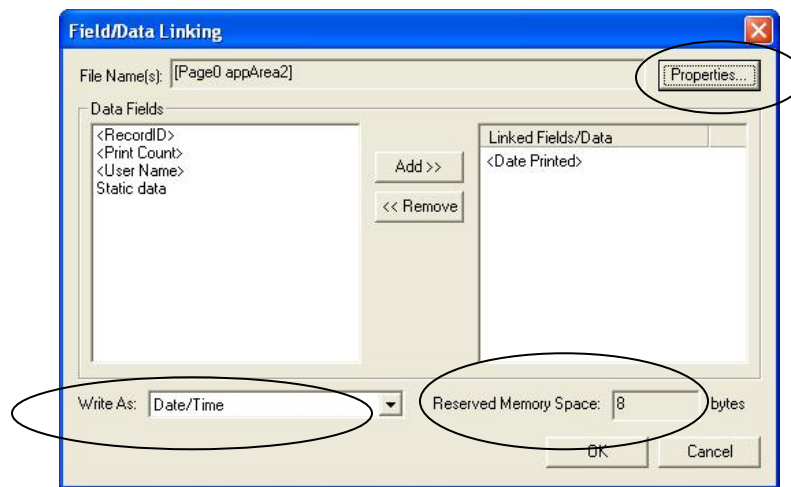 Field/Data Linking
File Name(s): [Page0 appArea2] Properties...
Data Fields
<RecordID>
<Print Count>
<User Name>
Static data
Add >>
<< Remove
Linked Fields/Data
<Date Printed>
Write As: Date/Time Reserved Memory Space: 8 bytes
OK Cancel